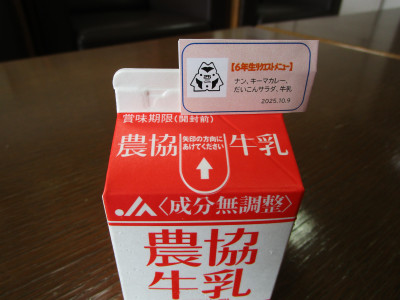 【6年生リクエストメニュー】
ナン、キーマカレー、
だいこんサラダ、牛乳
2025.10.9
賞味期限(開封前)
農協 矢印の方向に 牛乳
あけてください
JA〈成分無調整〉
農協
牛乳